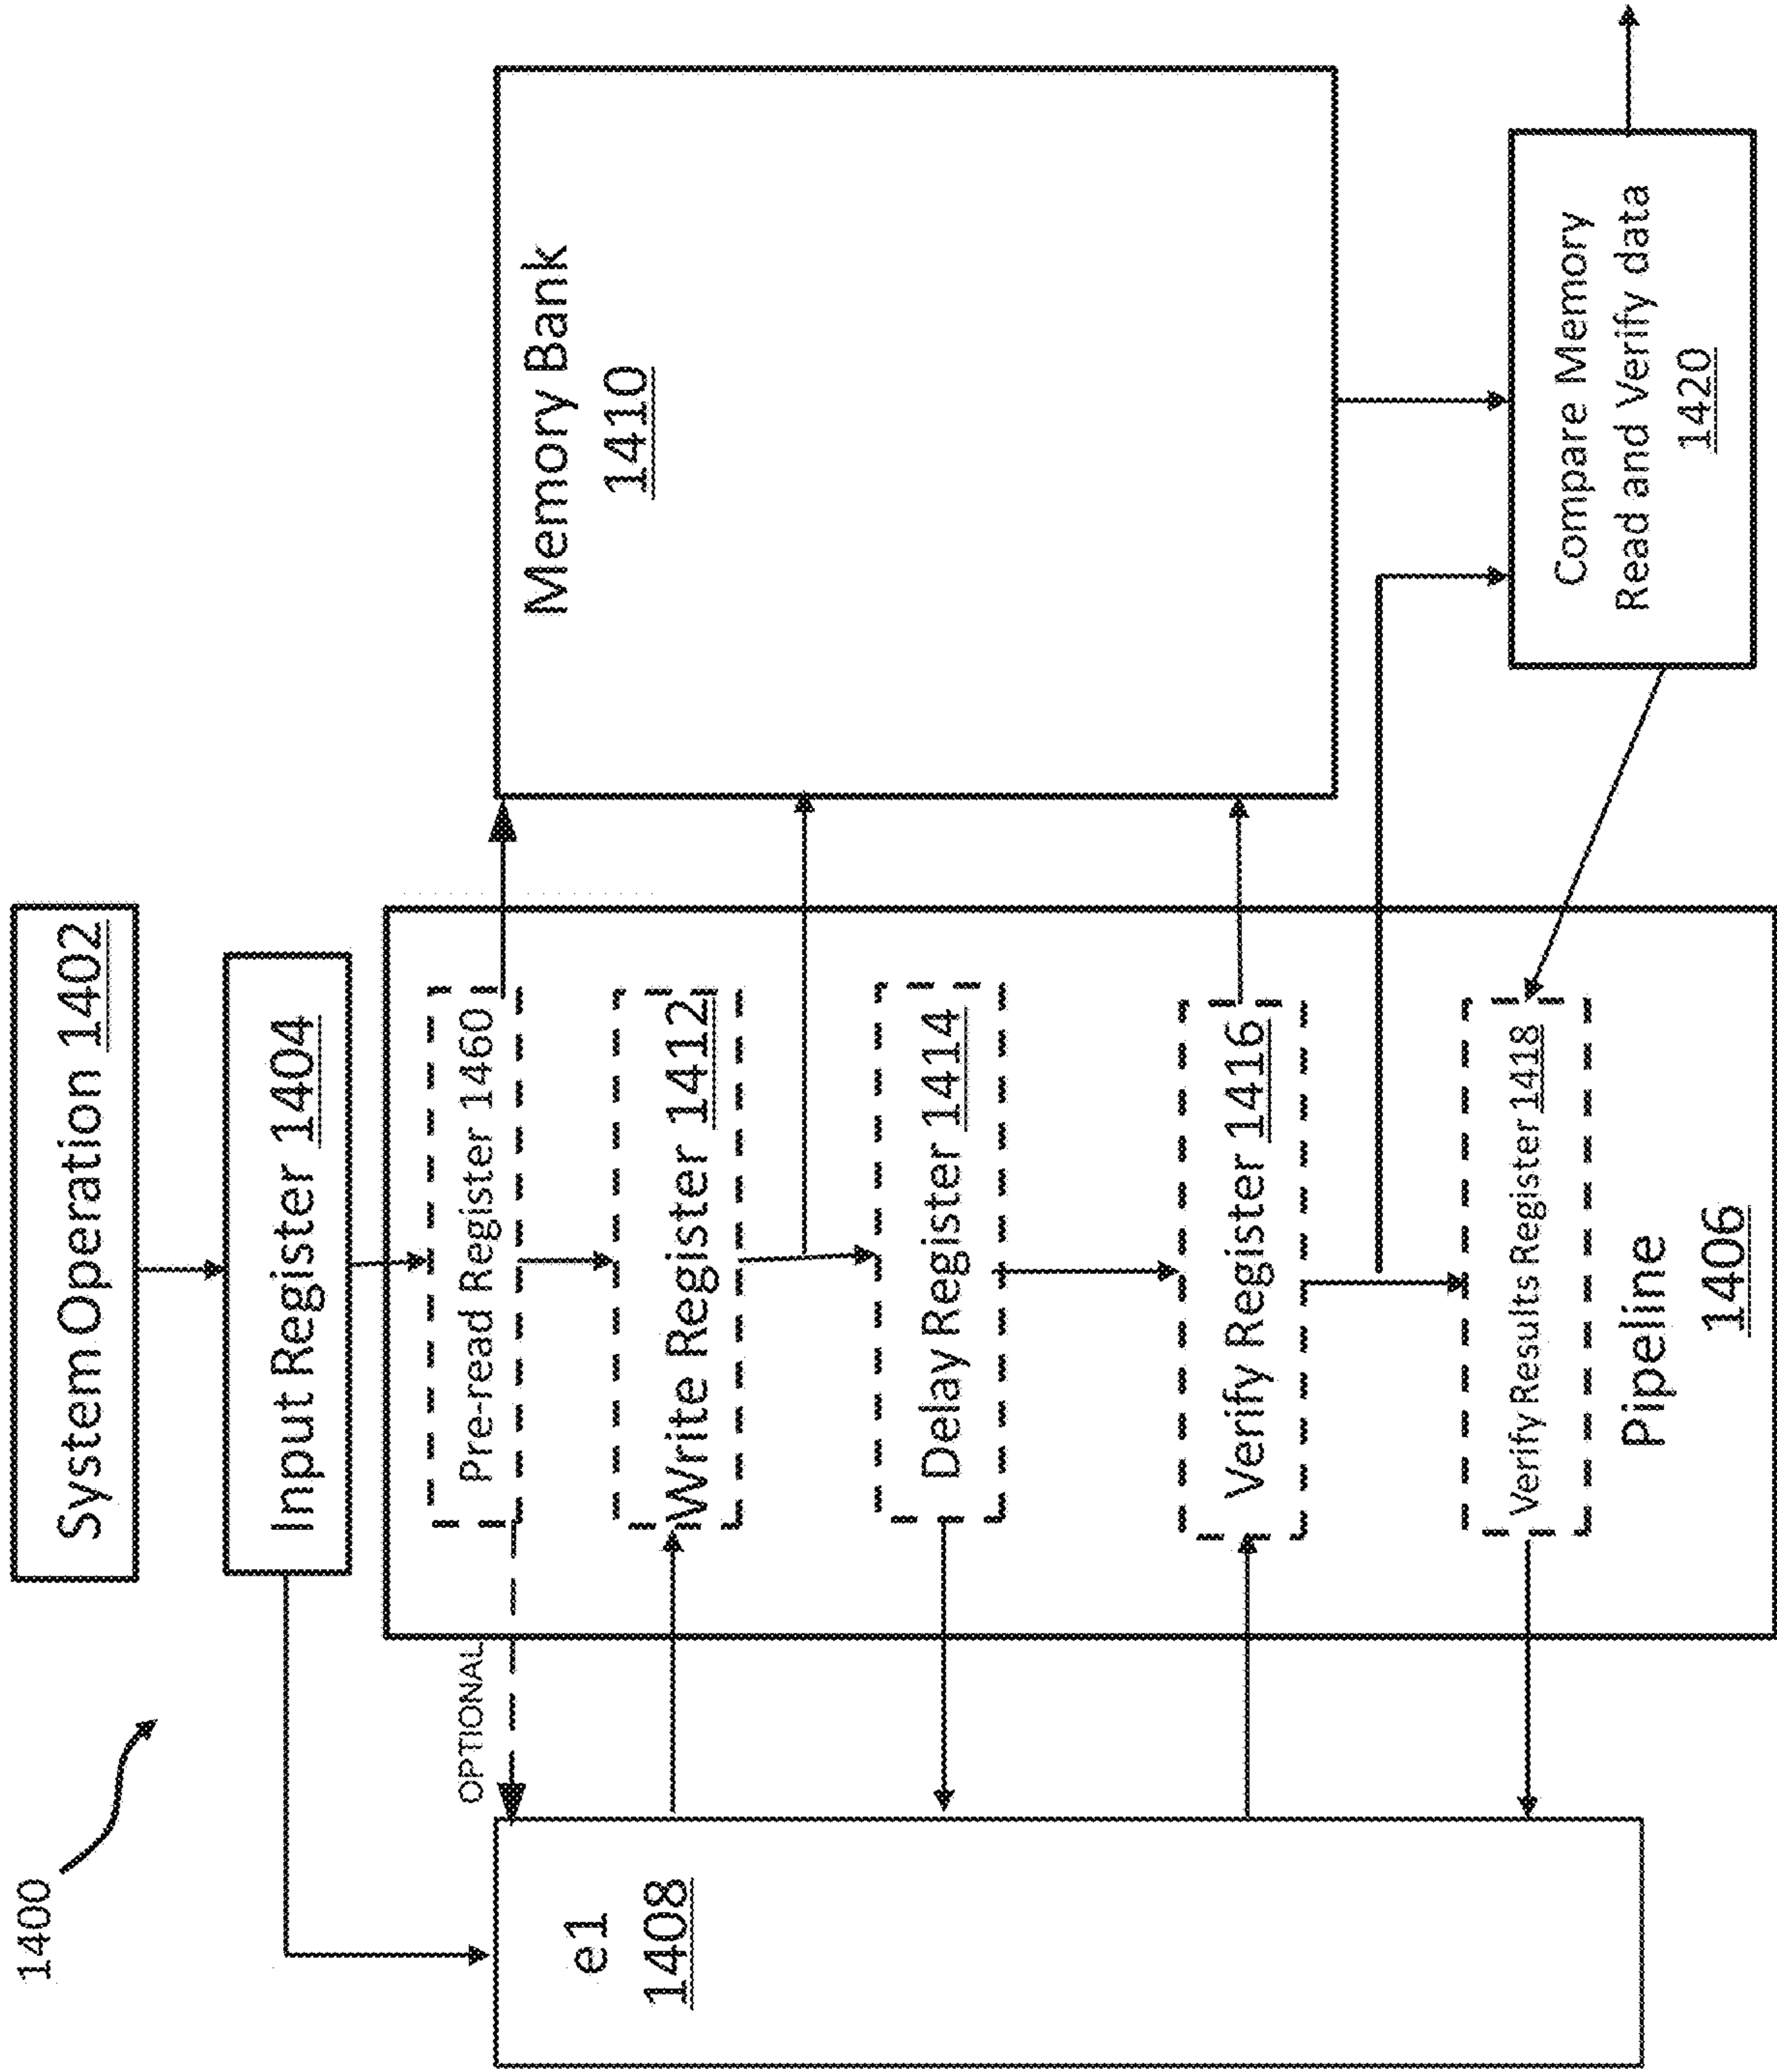 1400
System Operation 1402
Input Register 1404
OPTIONAL
e1
1408
Pre-read Register 1460
Write Register 1412
Delay Register 1414
Verify Register 1416
Verify Results Register 1418
Pipeline
1406
Memory Bank
1410
Compare Memory
Read and Verify data
1420